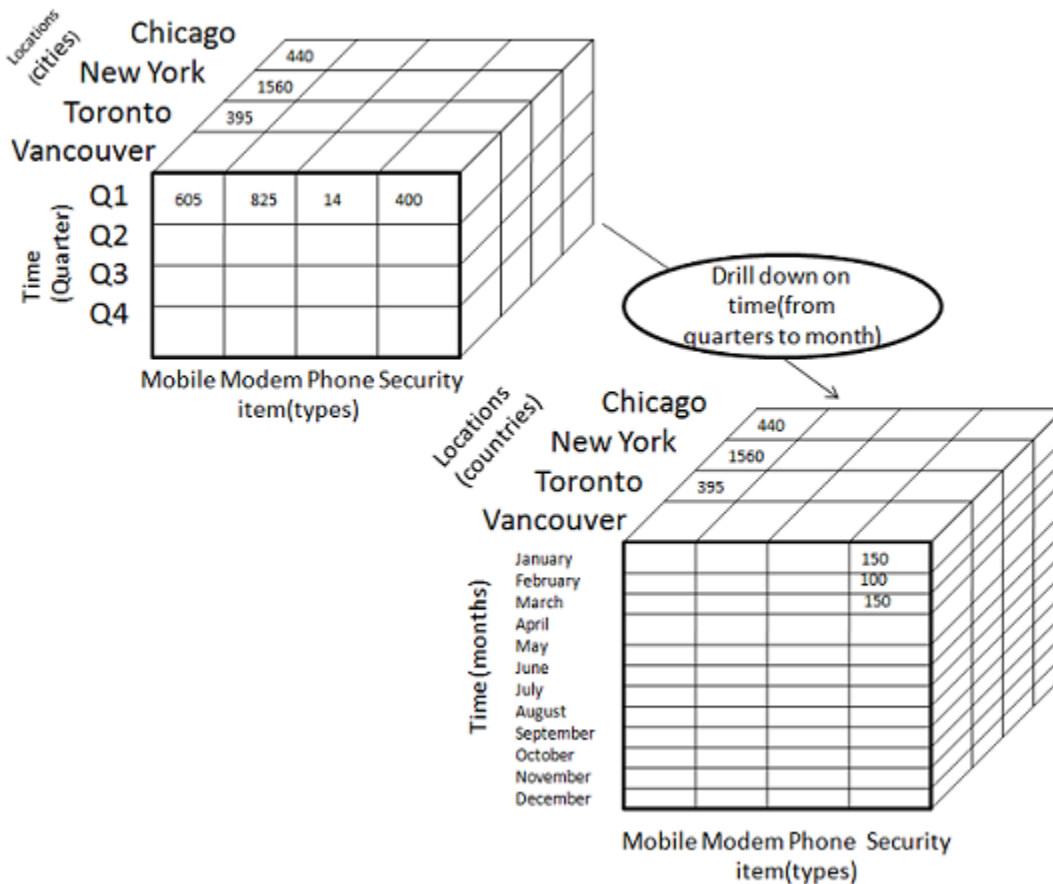 Locations
(cities)
Chicago
New York
Toronto
Vancouver
440
1560
395
Time
(Quarter)
Q1
Q2
Q3
Q4
605 825 14 400
Mobile Modem Phone Security
item(types)
Drill down on
time(from
quarters to month)
Locations
(countries)
Chicago
New York
Toronto
Vancouver
440
1560
395
Time (months)
January
February
March
April
May
June
July
August
September
October
November
December
150
100
150
Mobile Modem Phone Security
item(types)